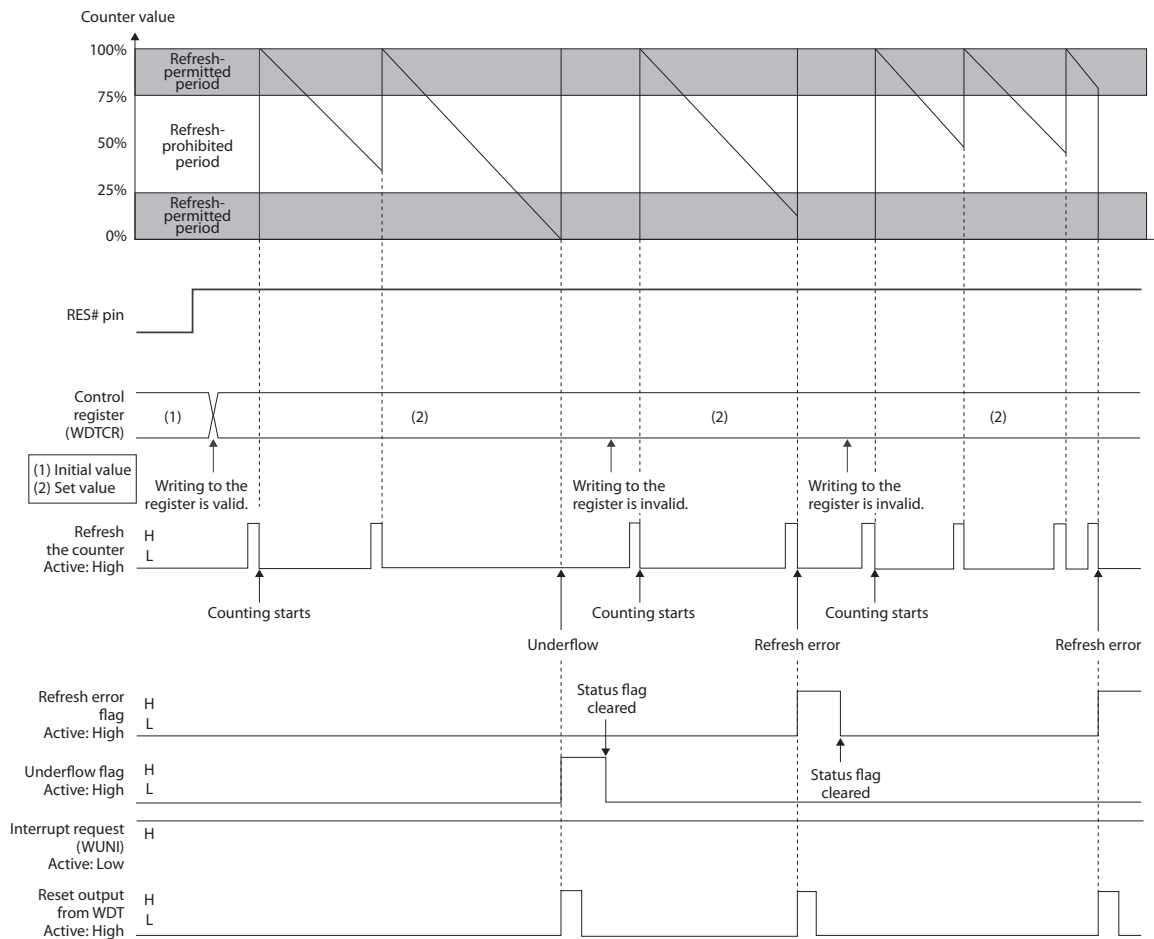 Counter value
100%
Refresh-
permitted
period
75%
Refresh-
prohibited
period
50%
25%
Refresh-
permitted
period
0%
RES# pin
Control
register
(WDTCR)
(1)
(2)
(2)
(2)
(1) Initial value
(2) Set value
Writing to the
register is valid.
Writing to the
register is invalid.
Writing to the
register is invalid.
Refresh
the counter
Active: High
H
L
Counting starts
Counting starts
Counting starts
Underflow
Refresh error
Refresh error
Refresh error
flag
Active: High
H
L
Status flag
cleared
Status flag
cleared
Underflow flag
Active: High
H
L
Interrupt request
(WUNI)
Active: Low
H
Reset output
from WDT
Active: High
H
L